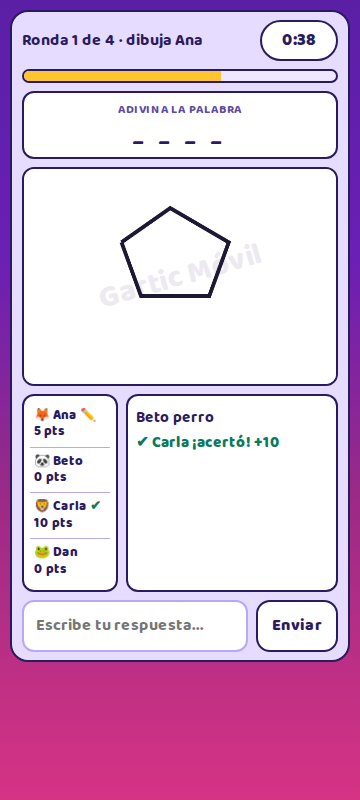 Ronda 1 de 4 · dibuja Ana
0:38
ADIVINA LA PALABRA
_ _ _ _
Gartic Móvil
🦊 Ana ✏️
5 pts
🐼 Beto
0 pts
🦁 Carla ✔
10 pts
🐸 Dan
0 pts
Beto perro
✔ Carla ¡acertó! +10
Escribe tu respuesta...
Enviar